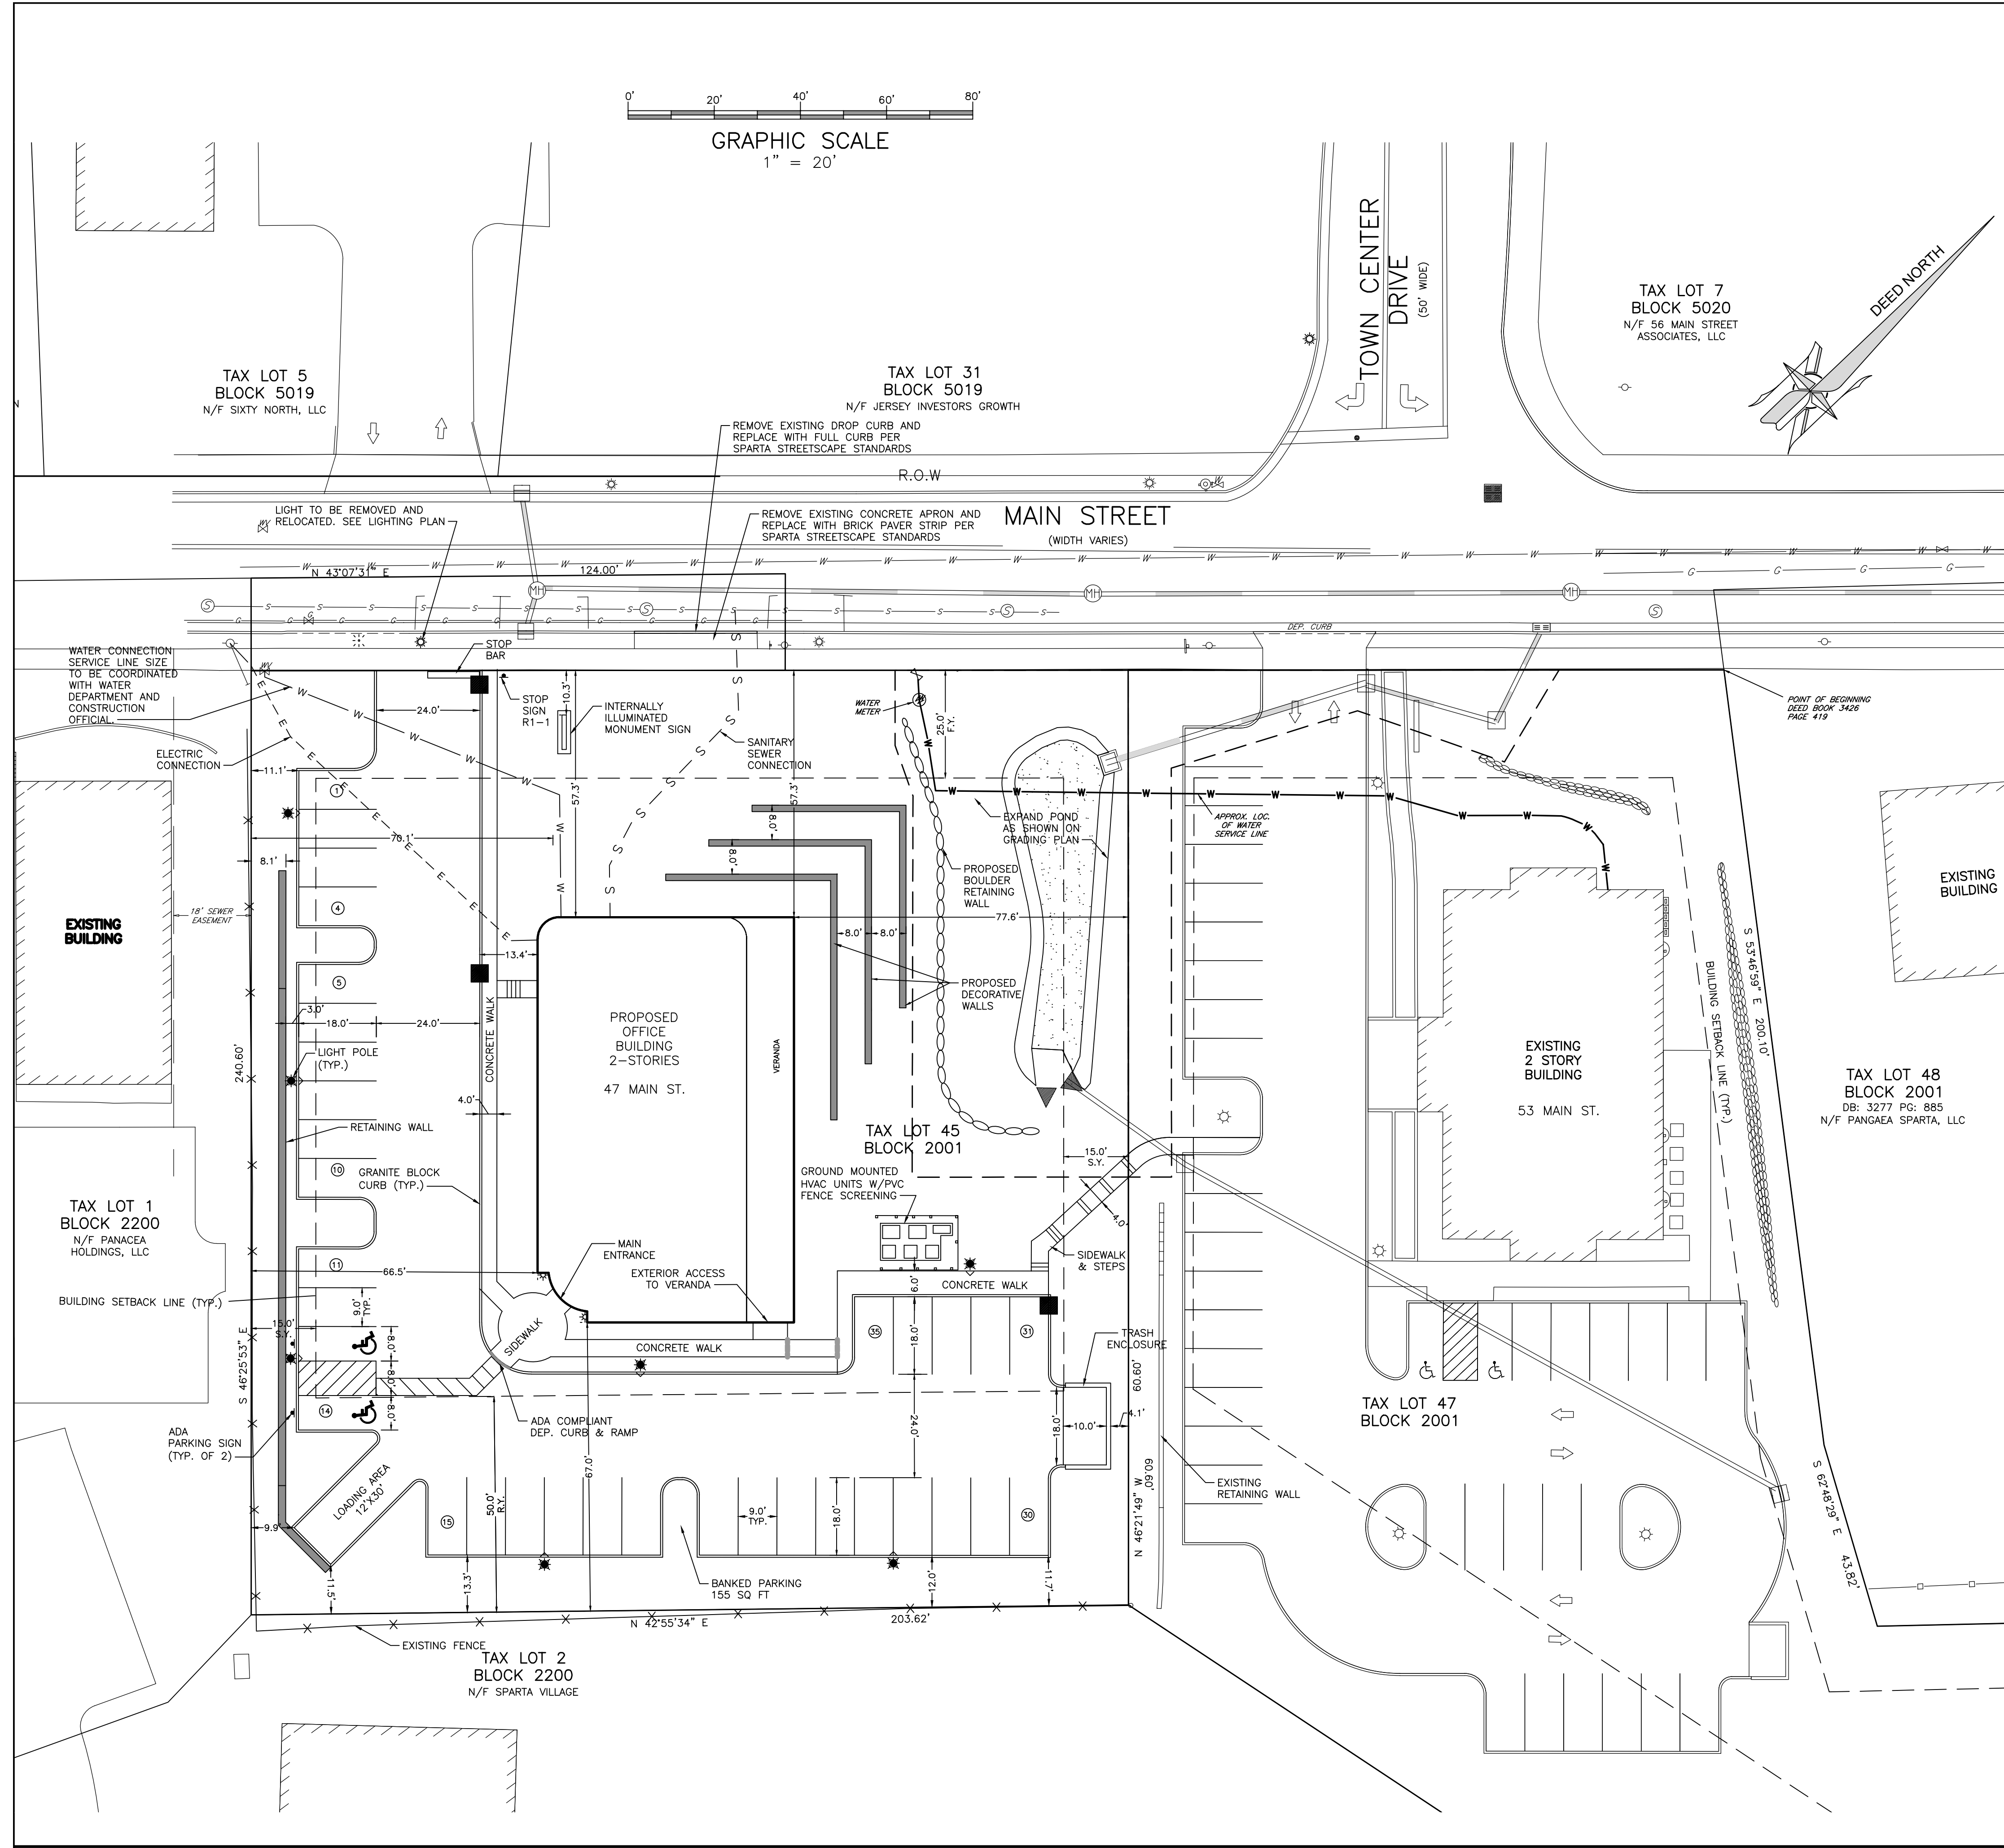 0' 20' 40' 60' 80'
GRAPHIC SCALE
1" = 20'
TOWN CENTER
DRIVE
(50' WIDE)
TAX LOT 7
BLOCK 5020
N/F 56 MAIN STREET
ASSOCIATES, LLC
DEED NORTH
TAX LOT 5
BLOCK 5019
N/F SIXTY NORTH, LLC
TAX LOT 31
BLOCK 5019
N/F JERSEY INVESTORS GROWTH
N
REMOVE EXISTING DROP CURB AND
REPLACE WITH FULL CURB PER
SPARTA STREETSCAPE STANDARDS
R.O.W
LIGHT TO BE REMOVED AND
RELOCATED. SEE LIGHTING PLAN
REMOVE EXISTING CONCRETE APRON AND
REPLACE WITH BRICK PAVER STRIP PER
SPARTA STREETSCAPE STANDARDS
MAIN STREET
(WIDTH VARIES)
N 43°07'31" E
124.00'
MH
MH
MH
DEP. CURB
WATER CONNECTION
SERVICE LINE SIZE
TO BE COORDINATED
WITH WATER
DEPARTMENT AND
CONSTRUCTION
OFFICIAL.
STOP
BAR
STOP
SIGN
R1-1
10.3'
INTERNALLY
ILLUMINATED
MONUMENT SIGN
24.0'
SANITARY
SEWER
CONNECTION
WATER
METER
25.0'
F.Y.
POINT OF BEGINNING
DEED BOOK 3426
PAGE 419
ELECTRIC
CONNECTION
11.1'
1
57.3'
57.3'
8.0'
8.0'
70.1'
8.1'
EXPAND POND
AS SHOWN ON
GRADING PLAN
APPROX. LOC.
OF WATER
SERVICE LINE
PROPOSED
BOULDER
RETAINING
WALL
77.6'
EXISTING
BUILDING
18' SEWER
EASEMENT
4
13.4'
8.0'
8.0'
EXISTING
BUILDING
5
3.0'
18.0'
24.0'
CONCRETE WALK
PROPOSED
OFFICE
BUILDING
2-STORIES
47 MAIN ST.
VERANDA
PROPOSED
DECORATIVE
WALLS
S 53°46'59" E 200.10'
BUILDING SETBACK LINE (TYP.)
240.60'
LIGHT POLE
(TYP.)
EXISTING
2 STORY
BUILDING
53 MAIN ST.
TAX LOT 48
BLOCK 2001
DB: 3277 PG: 885
N/F PANGAEA SPARTA, LLC
4.0'
RETAINING WALL
TAX LOT 45
BLOCK 2001
15.0'
S.Y.
10
GRANITE BLOCK
CURB (TYP.)
GROUND MOUNTED
HVAC UNITS W/PVC
FENCE SCREENING
4.0'
TAX LOT 1
BLOCK 2200
N/F PANACEA
HOLDINGS, LLC
MAIN
ENTRANCE
SIDEWALK
& STEPS
11
66.5'
EXTERIOR ACCESS
TO VERANDA
6.0'
CONCRETE WALK
BUILDING SETBACK LINE (TYP.)
9.0'
TYP.
15.0'
S.Y.
8.0'
8.0'
8.0'
SIDEWALK
CONCRETE WALK
35
18.0'
31
TRASH
ENCLOSURE
S 46°25'53" E
60.60'
14
ADA COMPLIANT
DEP. CURB & RAMP
24.0'
18.0'
10.0'
4.1'
TAX LOT 47
BLOCK 2001
ADA
PARKING SIGN
(TYP. OF 2)
67.0'
LOADING AREA
12'X30'
50.0'
R.Y.
15
9.0'
TYP.
18.0'
30
60.60'
N 46°21'49" W
EXISTING
RETAINING WALL
S 62°48'29" E 43.82'
9.9'
11.5'
13.3'
BANKED PARKING
155 SQ FT
12.0'
11.7'
N 42°55'34" E
203.62'
EXISTING FENCE
TAX LOT 2
BLOCK 2200
N/F SPARTA VILLAGE